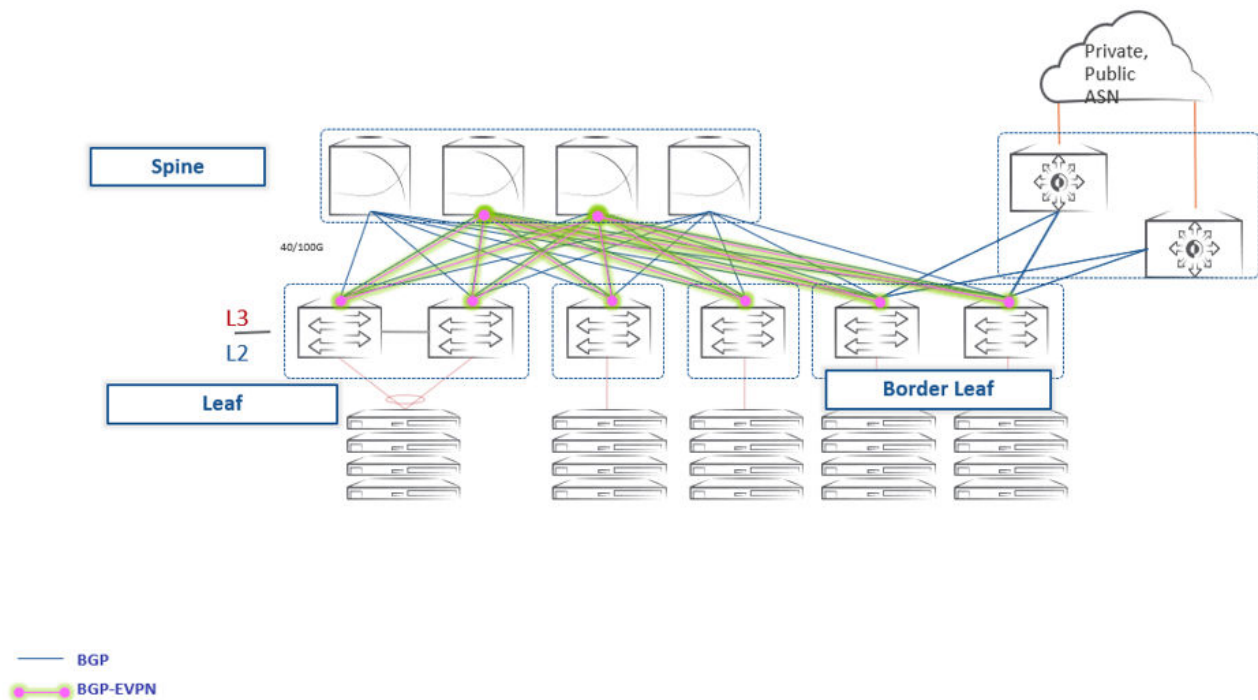 Private,
Public
ASN
Spine
40/100G
L3
L2
Leaf
Border Leaf
BGP
BGP-EVPN